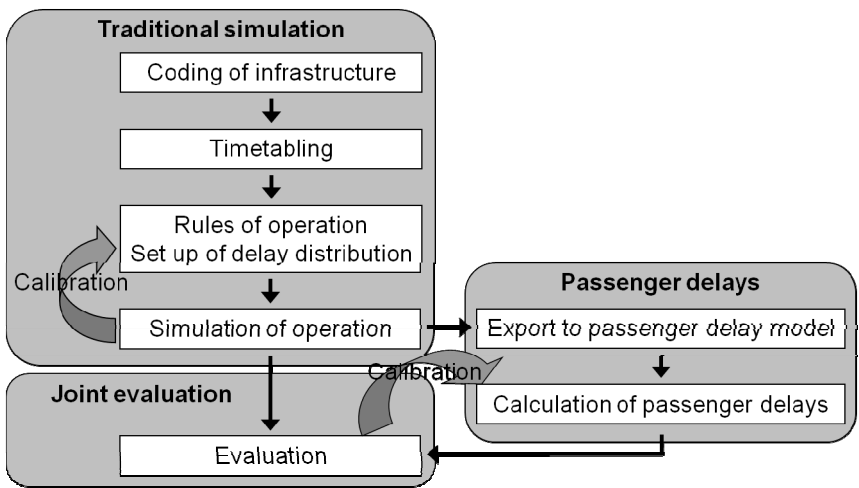 Traditional simulation
Coding of infrastructure
Timetabling
Rules of operation
Set up of delay distribution
Calibration
Simulation of operation
Passenger delays
Export to passenger delay model
Calibration
Calculation of passenger delays
Joint evaluation
Evaluation